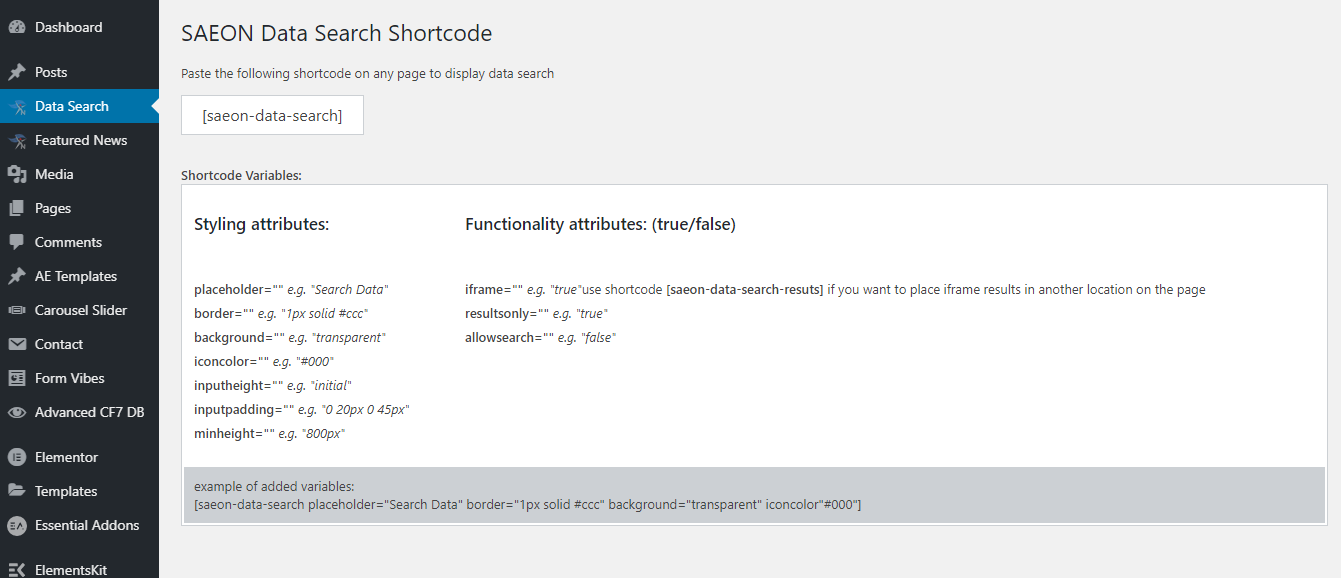 Dashboard
Posts
Data Search
Featured News
Media
Pages
Comments
AE Templates
Carousel Slider
Contact
Form Vibes
Advanced CF7 DB
Elementor
Templates
Essential Addons
ElementsKit
SAEON Data Search Shortcode
Paste the following shortcode on any page to display data search
[saeon-data-search]
Shortcode Variables:
Styling attributes:
placeholder="" e.g. "Search Data"
border="" e.g. "1px solid #ccc"
background="" e.g. "transparent"
iconcolor="" e.g. "#000"
inputheight="" e.g. "initial"
inputpadding="" e.g. "0 20px 0 45px"
minheight="" e.g. "800px"
Functionality attributes: (true/false)
iframe="" e.g. "true"use shortcode [saeon-data-search-resuts] if you want to place iframe results in another location on the page
resultsonly="" e.g. "true"
allowsearch="" e.g. "false"
example of added variables:
[saeon-data-search placeholder="Search Data" border="1px solid #ccc" background="transparent" iconcolor"#000"]